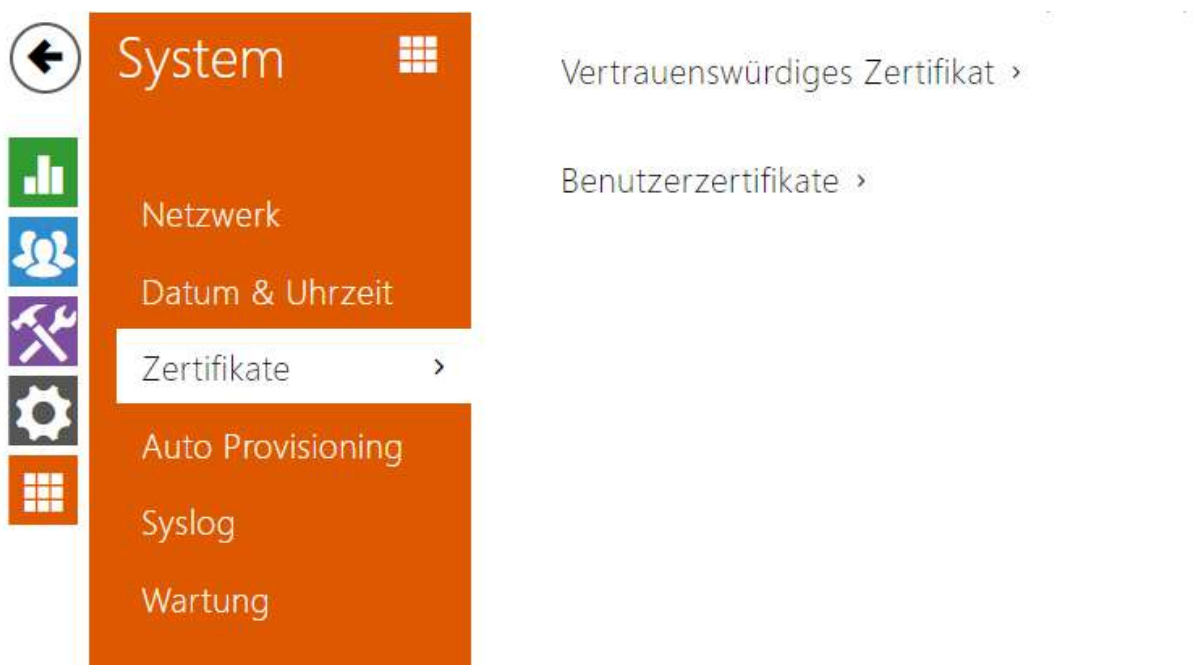 System
Netzwerk
Datum & Uhrzeit
Zertifikate
Auto Provisioning
Syslog
Wartung
Vertrauenswürdiges Zertifikat
Benutzerzertifikate